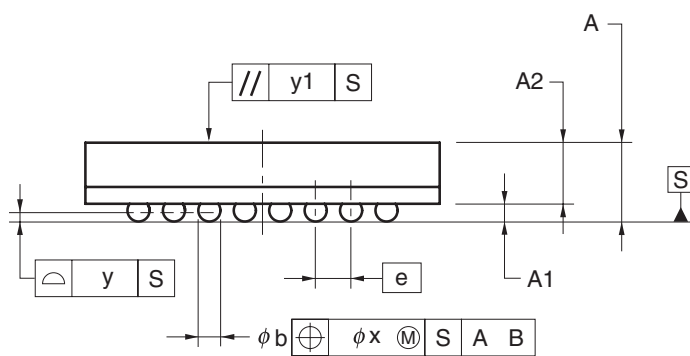 A
// y1 S
A2
S
⌓ y S
e
A1
ϕb ⌖ ϕx Ⓜ S A B